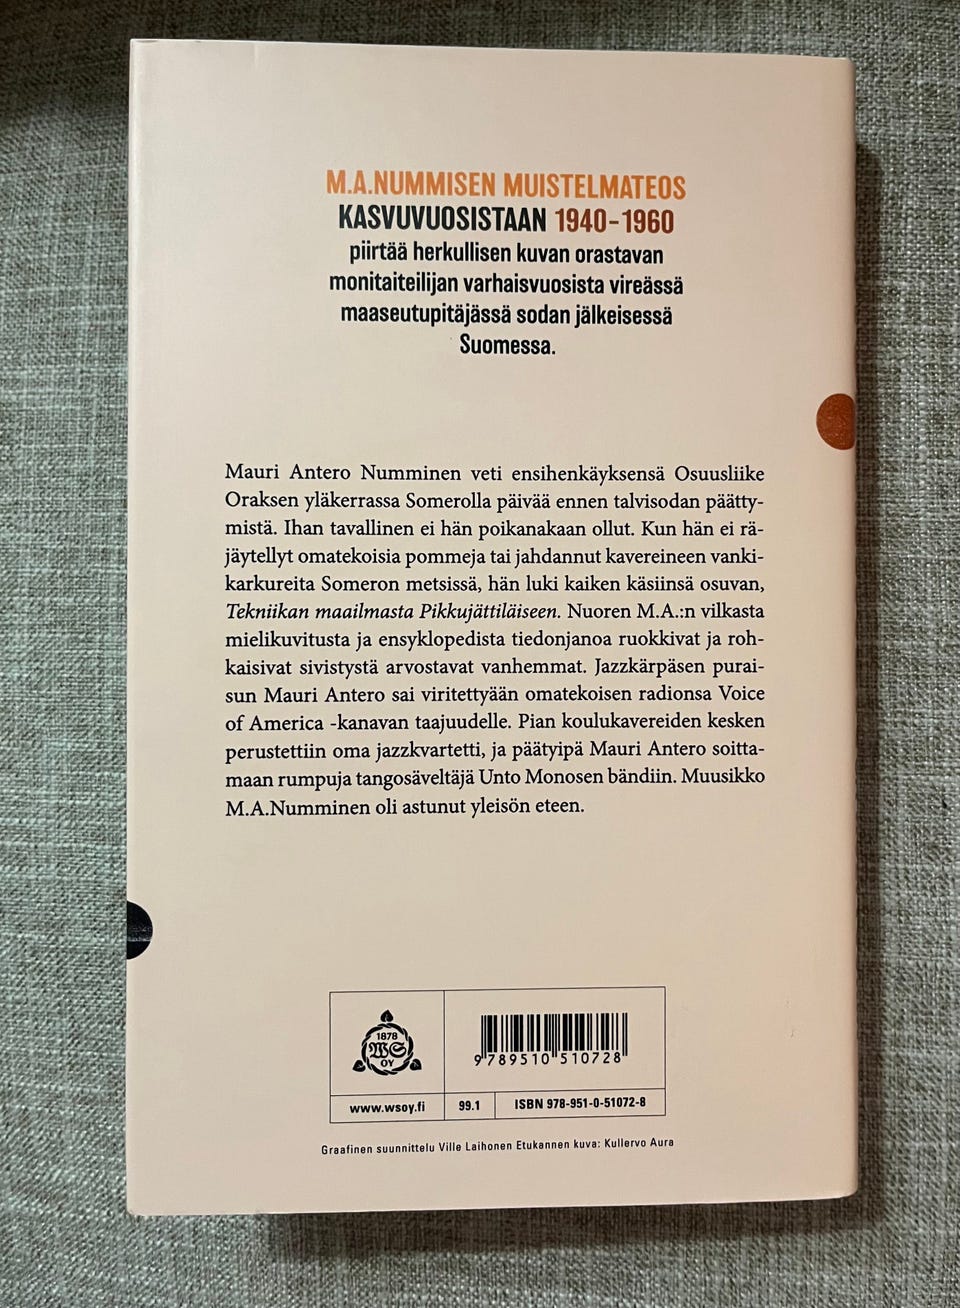 M.A.NUMMISEN MUISTELMATEOS
KASVUVUOSISTAAN 1940–1960
piirtää herkullisen kuvan orastavan
monitaiteilijan varhaisvuosista vireässä
maaseutupitäjässä sodan jälkeisessä
Suomessa.
Mauri Antero Numminen veti ensihenkäyksensä Osuusliike
Oraksen yläkerrassa Somerolla päivää ennen talvisodan päätty-
mistä. Ihan tavallinen ei hän poikanakaan ollut. Kun hän ei rä-
jäytellyt omatekoisia pommeja tai jahdannut kavereineen vanki-
karkureita Someron metsissä, hän luki kaiken käsiinsä osuvan,
Tekniikan maailmasta Pikkujättiläiseen. Nuoren M.A.:n vilkasta
mielikuvitusta ja ensyklopedista tiedonjanoa ruokkivat ja roh-
kaisivat sivistystä arvostavat vanhemmat. Jazzkärpäsen purai-
sun Mauri Antero sai viritettyään omatekoisen radionsa Voice
of America -kanavan taajuudelle. Pian koulukavereiden kesken
perustettiin oma jazzkvartetti, ja päätyipä Mauri Antero soitta-
maan rumpuja tangosäveltäjä Unto Monosen bändiin. Muusikko
M.A.Numminen oli astunut yleisön eteen.
1878
WS
OY
9 789510 510728
www.wsoy.fi
99.1
ISBN 978-951-0-51072-8
Graafinen suunnittelu Ville Laihonen Etukannen kuva: Kullervo Aura